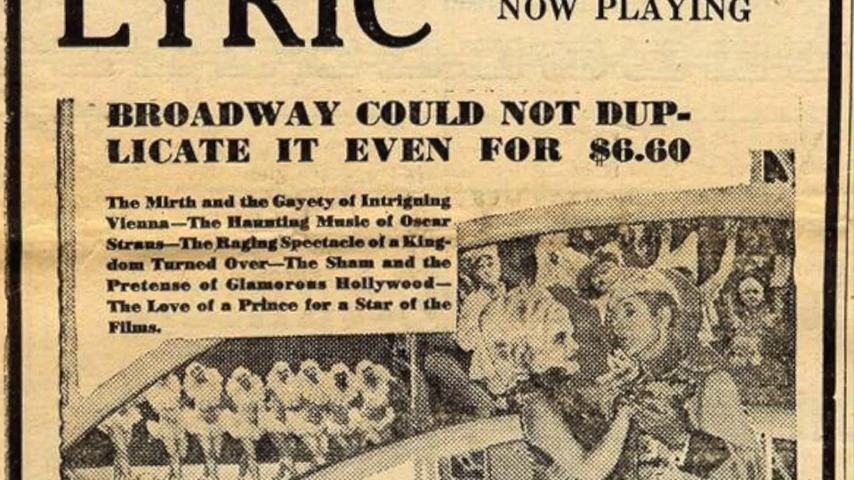 LYRIC
NOW PLAYING
BROADWAY COULD NOT DUP-
LICATE IT EVEN FOR $6.60
The Mirth and the Gayety of Intriguing
Vienna—The Haunting Music of Oscar
Straus—The Raging Spectacle of a King-
dom Turned Over—The Sham and the
Pretense of Glamorous Hollywood—
The Love of a Prince for a Star of the
Films.